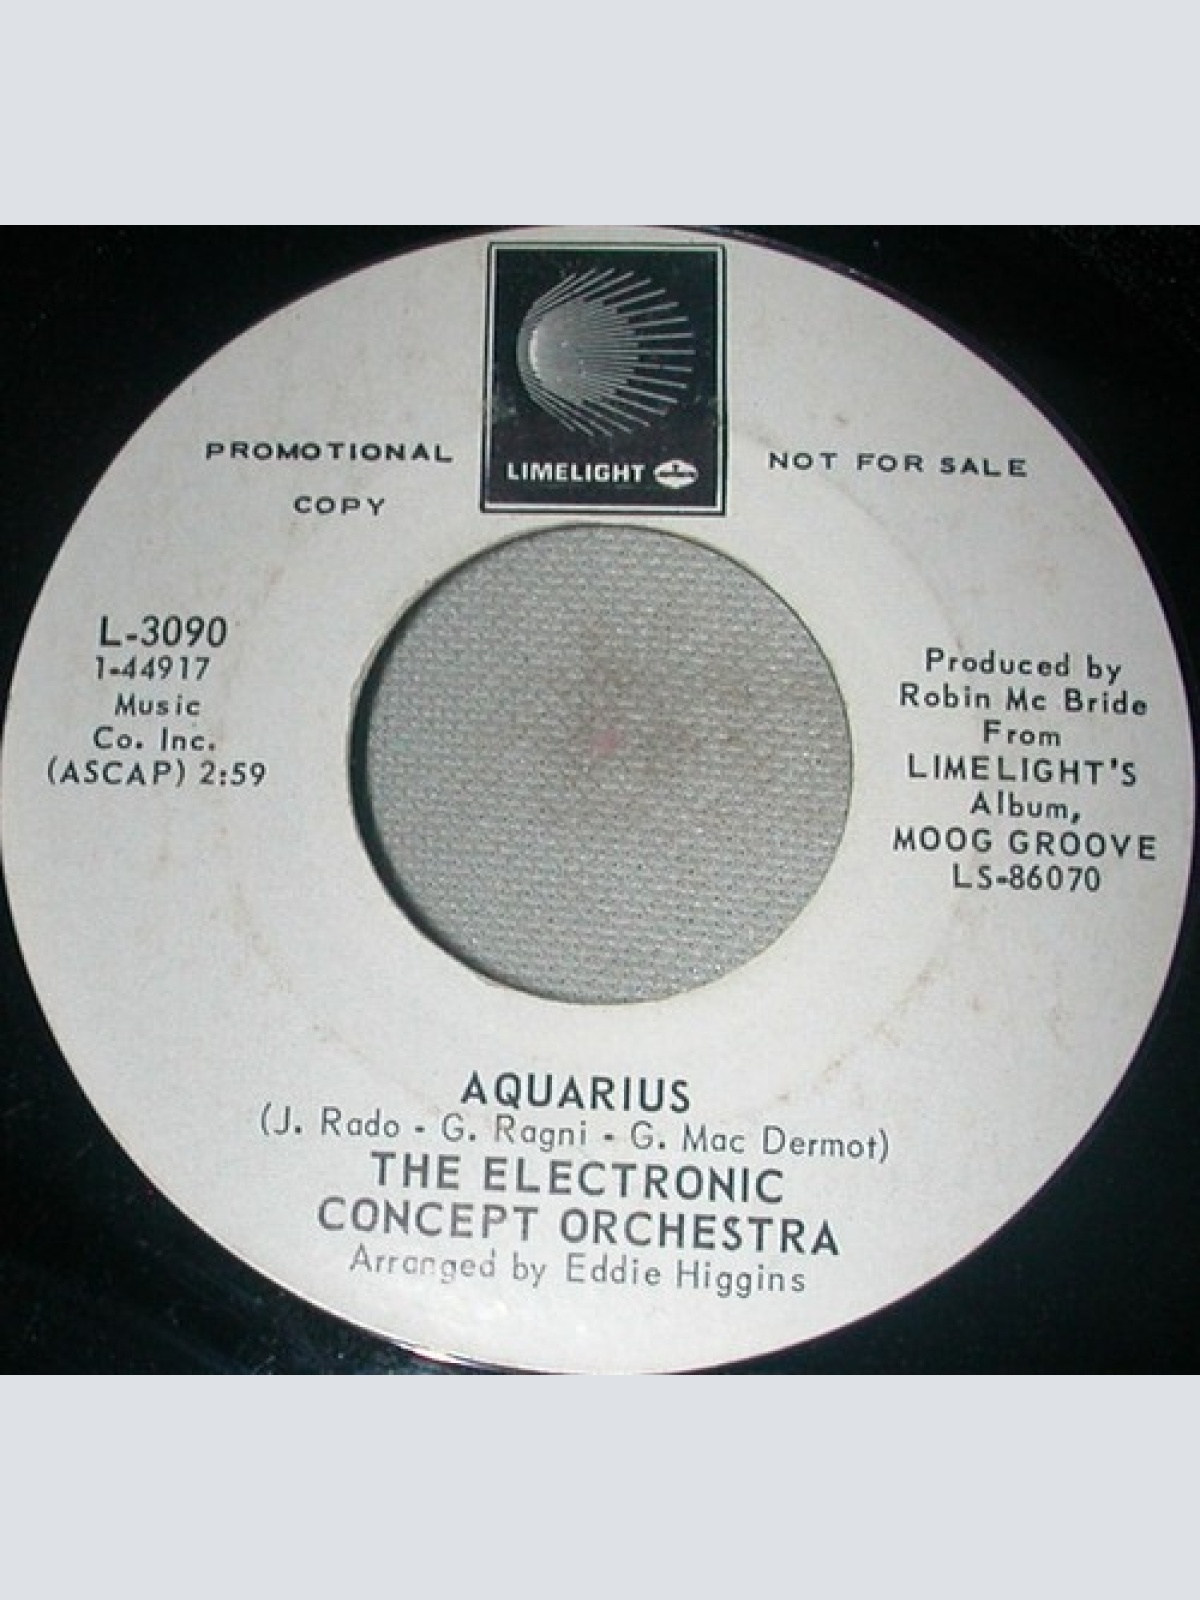 LIMELIGHT
PROMOTIONAL
COPY
NOT FOR SALE
L-3090
1-44917
Music
Co. Inc.
(ASCAP) 2:59
Produced by
Robin Mc Bride
From
LIMELIGHT'S
Album,
MOOG GROOVE
LS-86070
AQUARIUS
(J. Rado - G. Ragni - G. Mac Dermot)
THE ELECTRONIC
CONCEPT ORCHESTRA
Arranged by Eddie Higgins